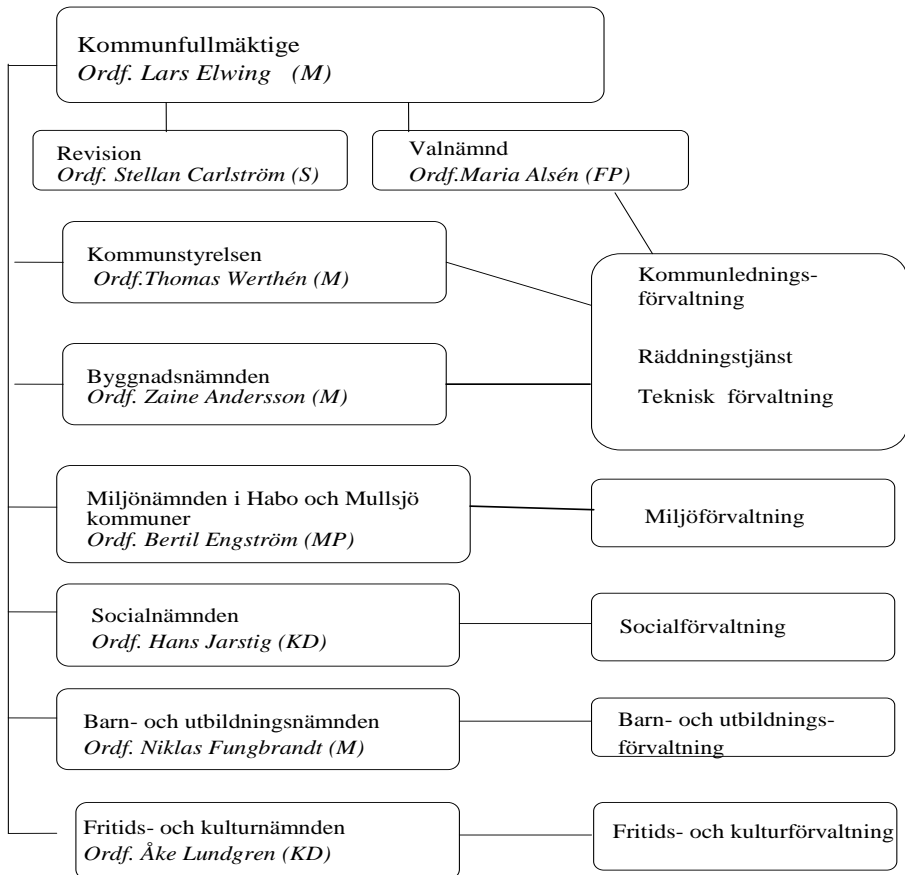 Kommunfullmäktige
Ordf. Lars Elwing (M)
Revision
Ordf. Stellan Carlström (S)
Valnämnd
Ordf.Maria Alsén (FP)
Kommunstyrelsen
Ordf.Thomas Werthén (M)
Kommunlednings-
förvaltning
Räddningstjänst
Teknisk förvaltning
Byggnadsnämnden
Ordf. Zaine Andersson (M)
Miljönämnden i Habo och Mullsjö
kommuner
Ordf. Bertil Engström (MP)
Miljöförvaltning
Socialnämnden
Ordf. Hans Jarstig (KD)
Socialförvaltning
Barn- och utbildningsnämnden
Ordf. Niklas Fungbrandt (M)
Barn- och utbildnings-
förvaltning
Fritids- och kulturnämnden
Ordf. Åke Lundgren (KD)
Fritids- och kulturförvaltning